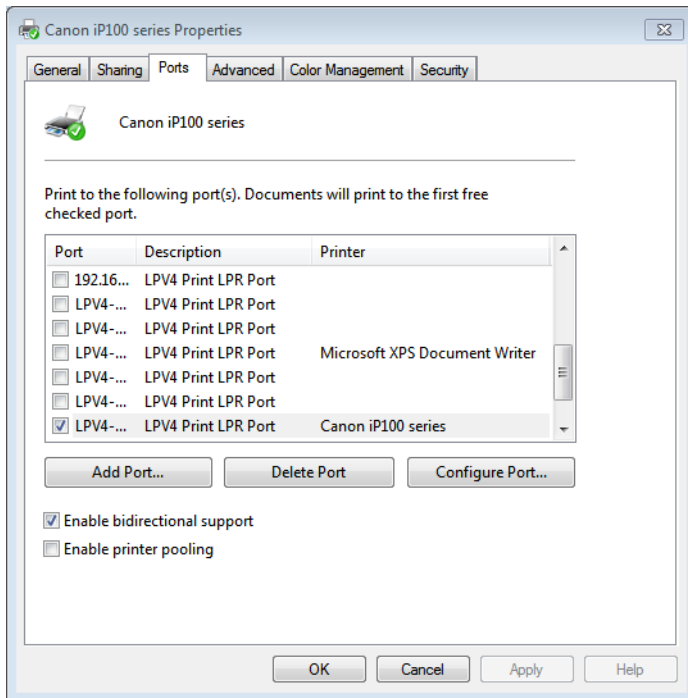 Canon iP100 series Properties
General Sharing Ports Advanced Color Management Security
Canon iP100 series
Print to the following port(s). Documents will print to the first free
checked port.
Port Description Printer
192.16... LPV4 Print LPR Port
LPV4-... LPV4 Print LPR Port
LPV4-... LPV4 Print LPR Port
LPV4-... LPV4 Print LPR Port Microsoft XPS Document Writer
LPV4-... LPV4 Print LPR Port
LPV4-... LPV4 Print LPR Port
LPV4-... LPV4 Print LPR Port Canon iP100 series
Add Port... Delete Port Configure Port...
Enable bidirectional support
Enable printer pooling
OK Cancel Apply Help